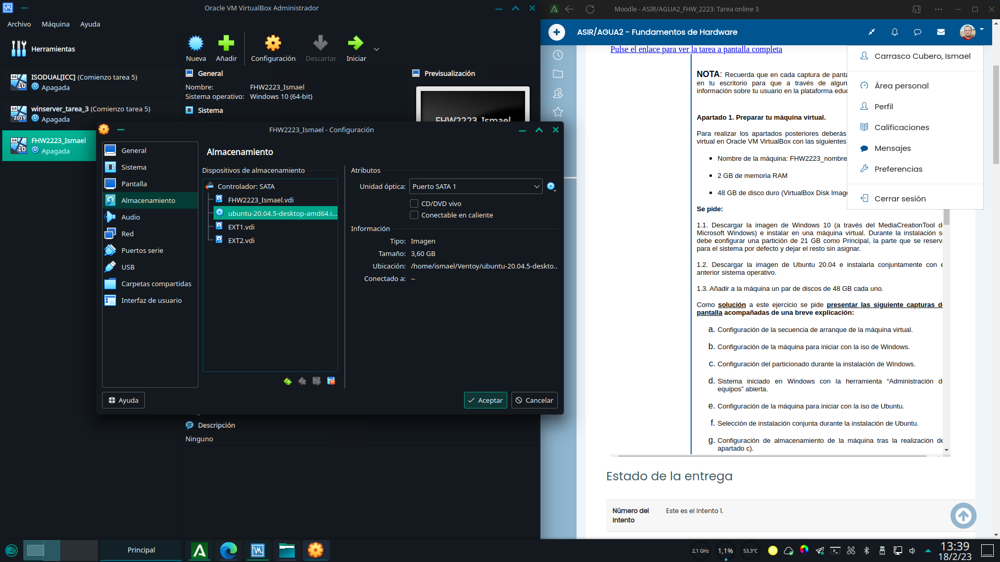 Oracle VM VirtualBox Administrador
Archivo Máquina Ayuda
Herramientas
Nueva Añadir Configuración Descartar Iniciar
ISODUAL[ICC] (Comienzo tarea 5)
Apagada
winserver_tarea_3 (Comienzo tarea 5)
Apagada
FHW2223_Ismael
Apagada
64
10
64
2019
64
10
General
Nombre: FHW2223_Ismael
Sistema operativo: Windows 10 (64-bit)
Sistema
Previsualización
FHW2223_Ismael
FHW2223_Ismael - Configuración
General
Sistema
Pantalla
Almacenamiento
Audio
Red
Puertos serie
USB
Carpetas compartidas
Interfaz de usuario
Almacenamiento
Dispositivos de almacenamiento
Controlador: SATA
FHW2223_Ismael.vdi
ubuntu-20.04.5-desktop-amd64.i...
EXT1.vdi
EXT2.vdi
Atributos
Unidad óptica: Puerto SATA 1
CD/DVD vivo
Conectable en caliente
Información
Tipo: Imagen
Tamaño: 3,60 GB
Ubicación: /home/ismael/Ventoy/ubuntu-20.04.5-deskto..
Conectado a: --
Ayuda
Aceptar
Cancelar
Descripción
Ninguno
Moodle - ASIR/AGUA2_FHW_2223: Tarea online 3
ASIR/AGUA2 - Fundamentos de Hardware
Pulse el enlace para ver la tarea a pantalla completa
Carrasco Cubero, Ismael
Área personal
Perfil
Calificaciones
Mensajes
Preferencias
Cerrar sesión
NOTA: Recuerda que en cada captura de panta
en tu escritorio para que a través de algun
información sobre tu usuario en la plataforma educ
Apartado 1. Preparar tu máquina virtual.
Para realizar los apartados posteriores deberás
virtual en Oracle VM VirtualBox con las siguientes
Nombre de la máquina: FHW2223_nombre
2 GB de memoria RAM
48 GB de disco duro (VirtualBox Disk Image
Se pide:
1.1. Descargar la imagen de Windows 10 (a través del MediaCreationTool d
Microsoft Windows) e instalar en una máquina virtual. Durante la instalación s
debe configurar una partición de 21 GB como Principal, la parte que se reserv
para el sistema por defecto y dejar el resto sin asignar.
1.2. Descargar la imagen de Ubuntu 20.04 e instalarla conjuntamente con e
anterior sistema operativo.
1.3. Añadir a la máquina un par de discos de 48 GB cada uno.
Como solución a este ejercicio se pide presentar las siguiente capturas d
pantalla acompañadas de una breve explicación:
a. Configuración de la secuencia de arranque de la máquina virtual.
b. Configuración de la máquina para iniciar con la iso de Windows.
c. Configuración del particionado durante la instalación de Windows.
d. Sistema iniciado en Windows con la herramienta “Administración d
equipos” abierta.
e. Configuración de la máquina para iniciar con la iso de Ubuntu.
f. Selección de instalación conjunta durante la instalación de Ubuntu.
g. Configuración de almacenamiento de la máquina tras la realización de
apartado c).
Estado de la entrega
Número del Este es el intento 1.
Intento
Principal
2,1 GHz
1,1%
53,3°C
13:39
18/2/23